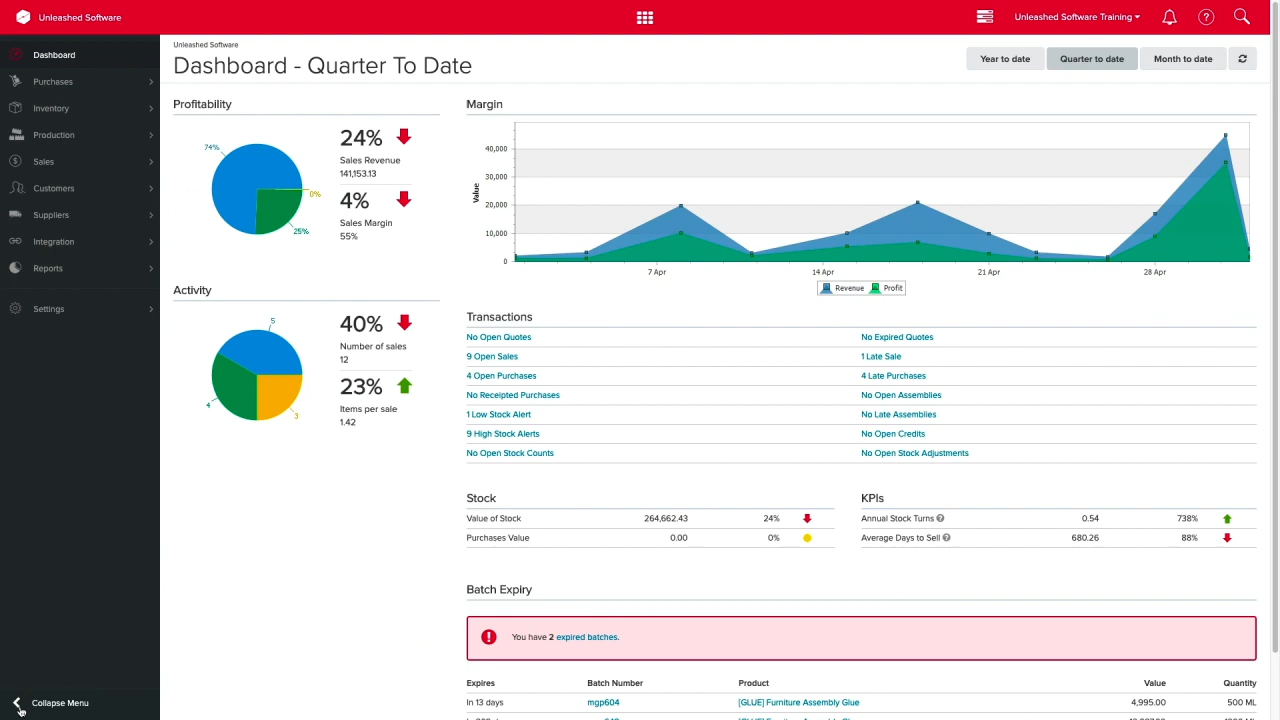 Unleashed Software
Unleashed Software Training
?
Dashboard
Purchases
Inventory
Production
Sales
Customers
Suppliers
Integration
Reports
Settings
Collapse Menu
Unleashed Software
Dashboard - Quarter To Date
Year to date
Quarter to date
Month to date
Profitability
74%
0%
25%
24%
Sales Revenue
141,153.13
4%
Sales Margin
55%
Activity
5
4
3
40%
Number of sales
12
23%
Items per sale
1.42
Margin
Value
40,000
30,000
20,000
10,000
0
7 Apr
14 Apr
21 Apr
28 Apr
Revenue Profit
Transactions
No Open Quotes No Expired Quotes
9 Open Sales 1 Late Sale
4 Open Purchases 4 Late Purchases
No Receipted Purchases No Open Assemblies
1 Low Stock Alert No Late Assemblies
9 High Stock Alerts No Open Credits
No Open Stock Counts No Open Stock Adjustments
Stock
Value of Stock 264,662.43 24%
Purchases Value 0.00 0%
KPIs
Annual Stock Turns ? 0.54 738%
Average Days to Sell ? 680.26 88%
Batch Expiry
! You have 2 expired batches.
Expires Batch Number Product Value Quantity
In 13 days mgp604 [GLUE] Furniture Assembly Glue 4,995.00 500 ML